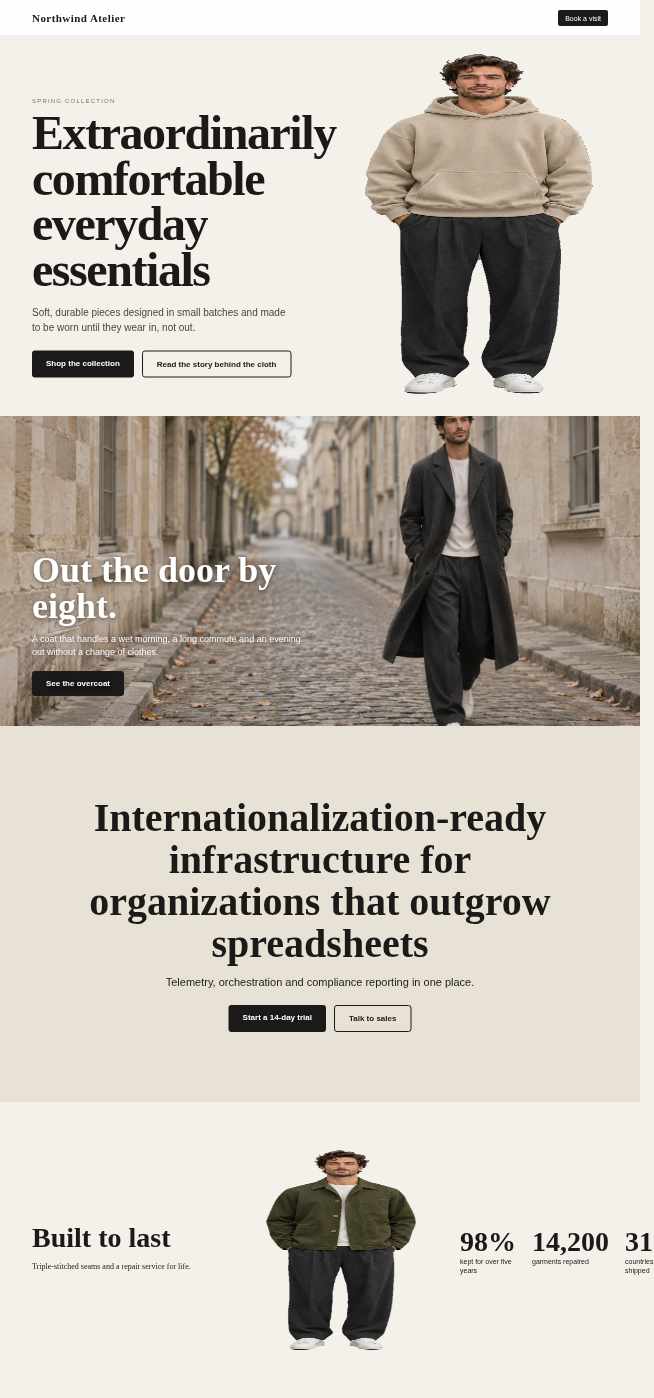 Northwind Atelier
Book a visit
SPRING COLLECTION
Extraordinarily
comfortable
everyday
essentials
Soft, durable pieces designed in small batches and made
to be worn until they wear in, not out.
Shop the collection
Read the story behind the cloth
Out the door by
eight.
A coat that handles a wet morning, a long commute and an evening
out without a change of clothes.
See the overcoat
Internationalization-ready
infrastructure for
organizations that outgrow
spreadsheets
Telemetry, orchestration and compliance reporting in one place.
Start a 14-day trial
Talk to sales
Built to last
Triple-stitched seams and a repair service for life.
98%
kept for over five
years
14,200
garments repaired
31
countries
shipped